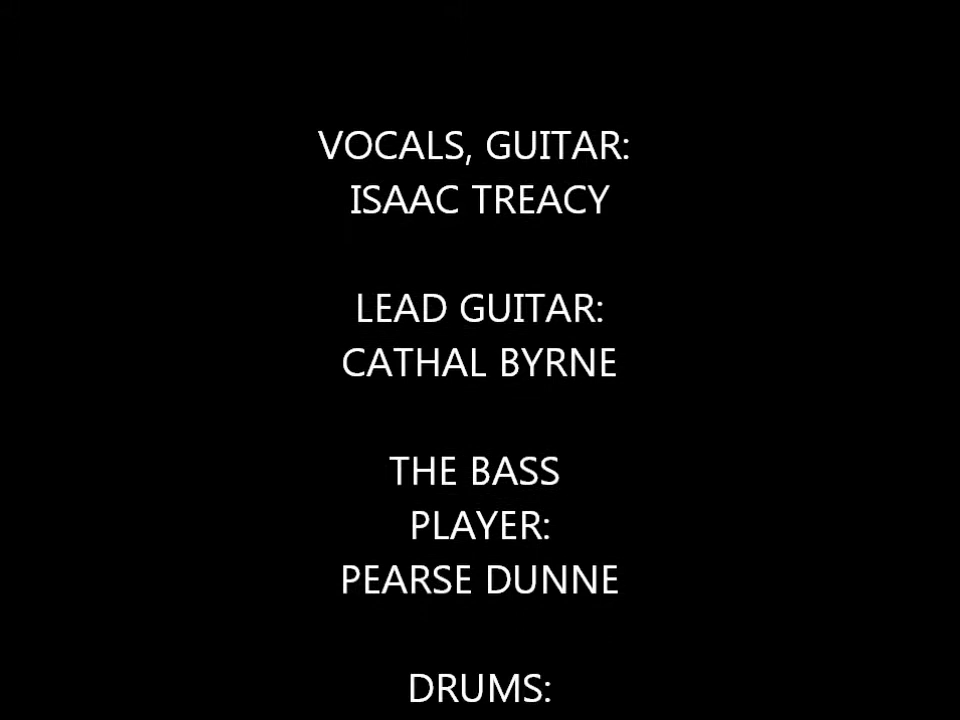 VOCALS, GUITAR:
ISAAC TREACY
LEAD GUITAR:
CATHAL BYRNE
THE BASS
PLAYER:
PEARSE DUNNE
DRUMS: